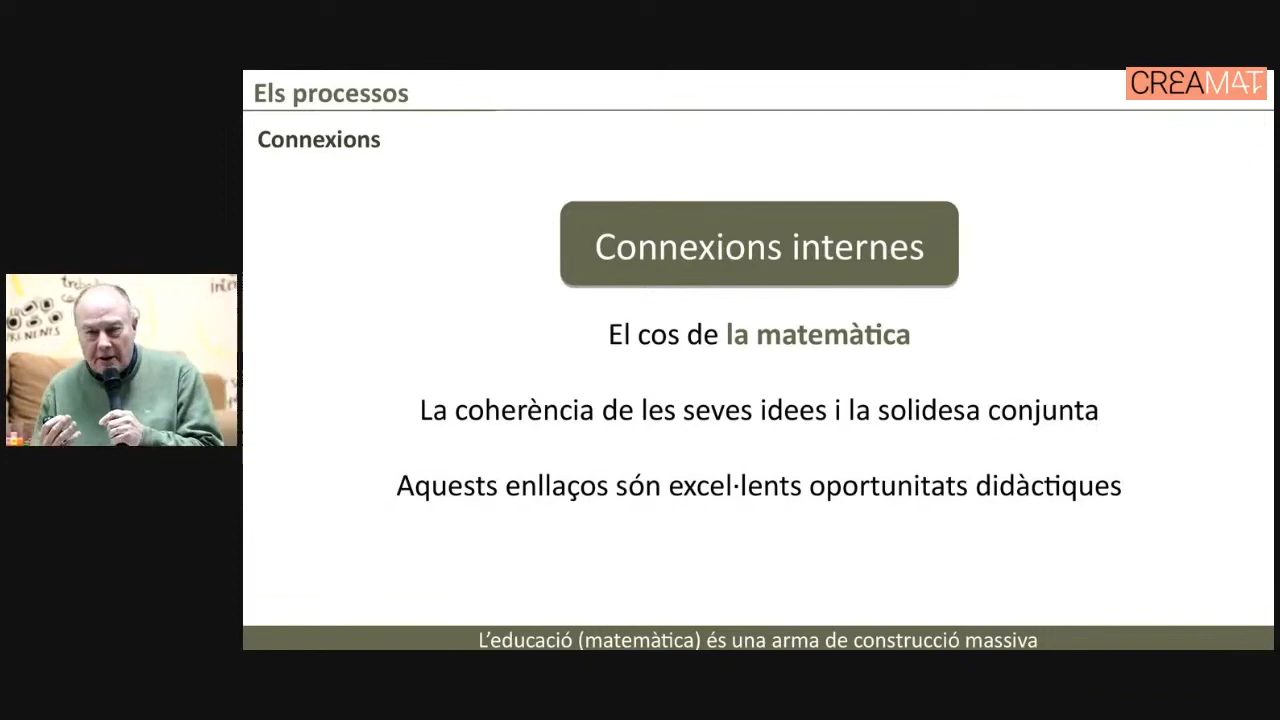 Els processos
CREAMAT
Connexions
Connexions internes
El cos de la matemàtica
La coherència de les seves idees i la solidesa conjunta
Aquests enllaços són excel·lents oportunitats didàctiques
L'educació (matemàtica) és una arma de construcció massiva